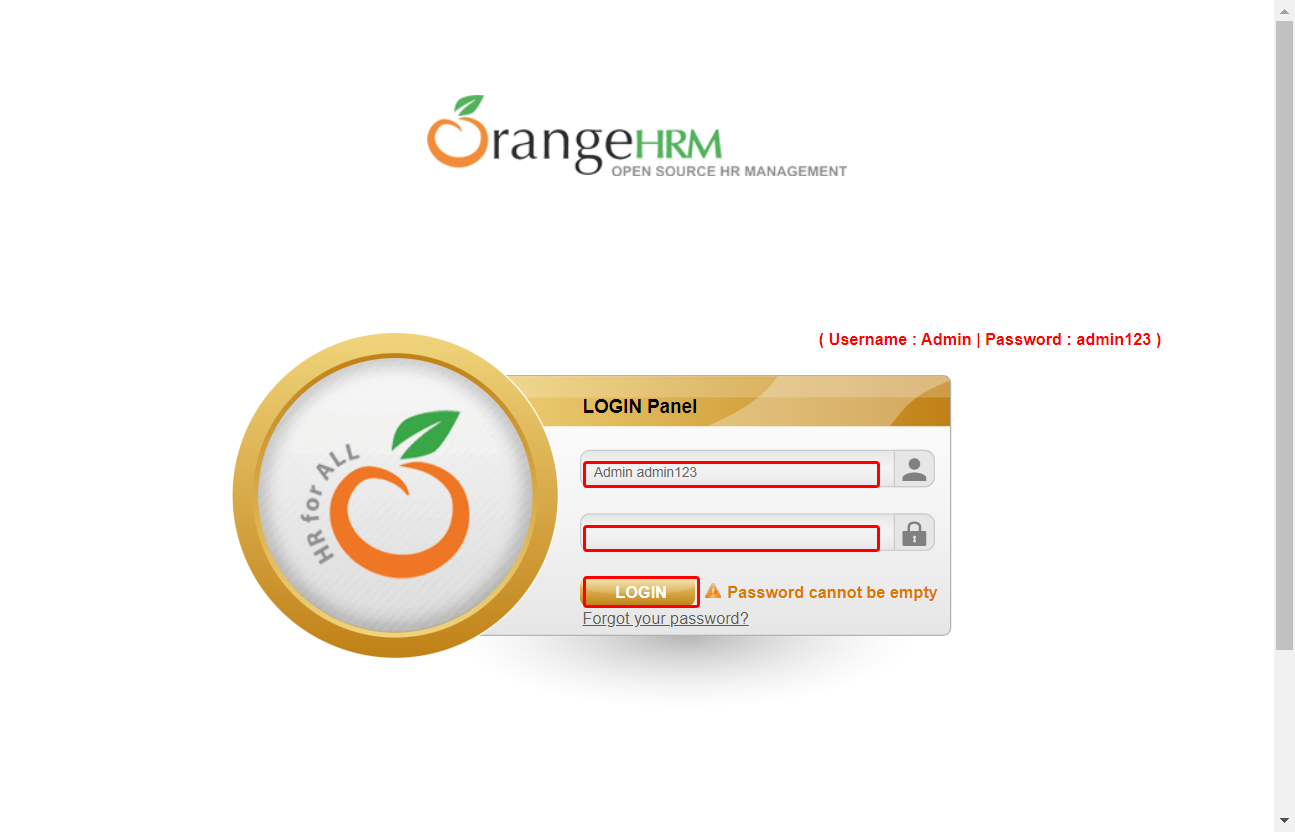 OrangeHRM
OPEN SOURCE HR MANAGEMENT
( Username : Admin | Password : admin123 )
HR for ALL
LOGIN Panel
Admin admin123
LOGIN
Password cannot be empty
Forgot your password?